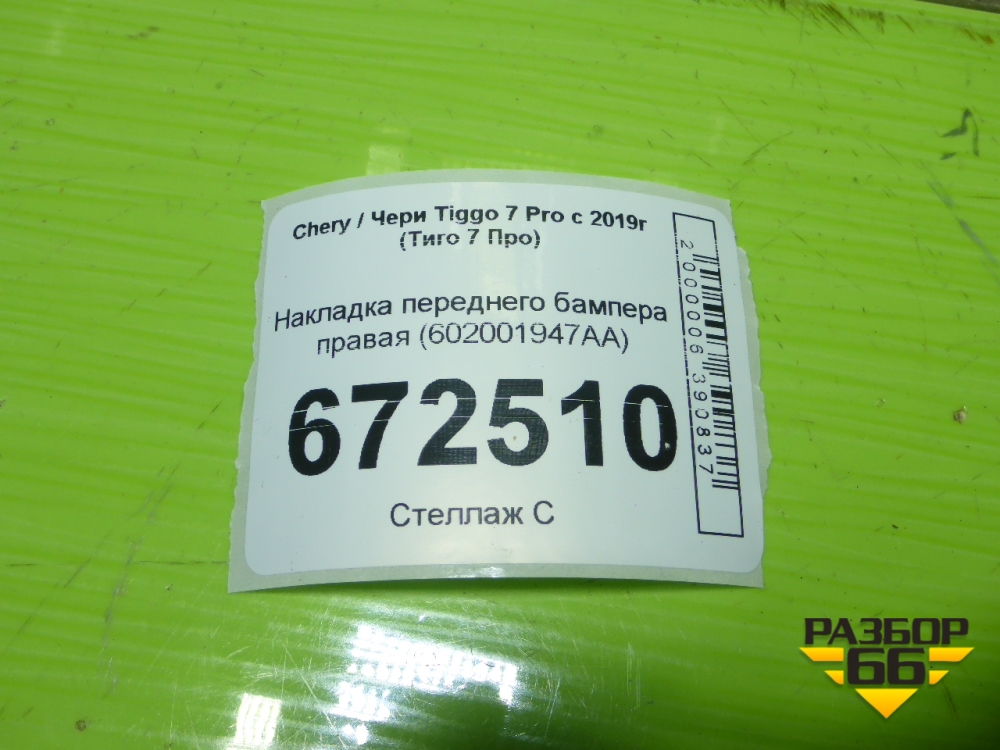 Chery / Чери Tiggo 7 Pro с 2019г
(Тиго 7 Про)
Накладка переднего бампера
правая (602001947AA)
672510
Стеллаж С
2000006390837
РАЗБОР
66